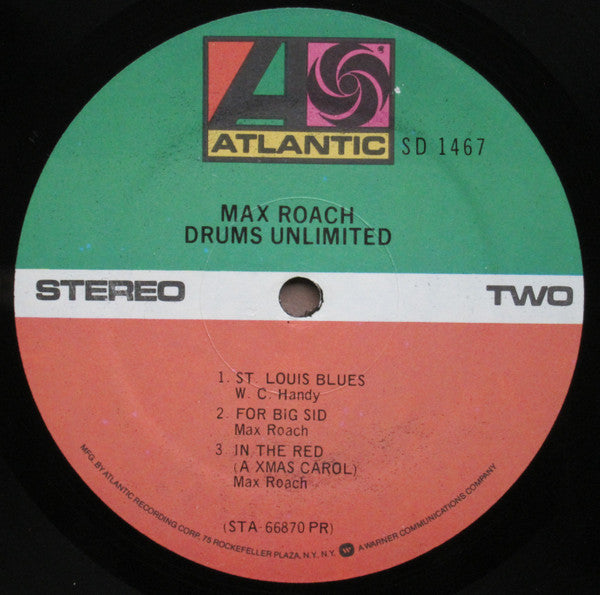 ATLANTIC
SD 1467
MAX ROACH
DRUMS UNLIMITED
STEREO
TWO
1. ST. LOUIS BLUES
W. C. Handy
2. FOR BIG SID
Max Roach
3. IN THE RED
(A XMAS CAROL)
Max Roach
(STA-66870 PR)
MFG. BY ATLANTIC RECORDING CORP., 75 ROCKEFELLER PLAZA, N.Y., N.Y. W A WARNER COMMUNICATIONS COMPANY